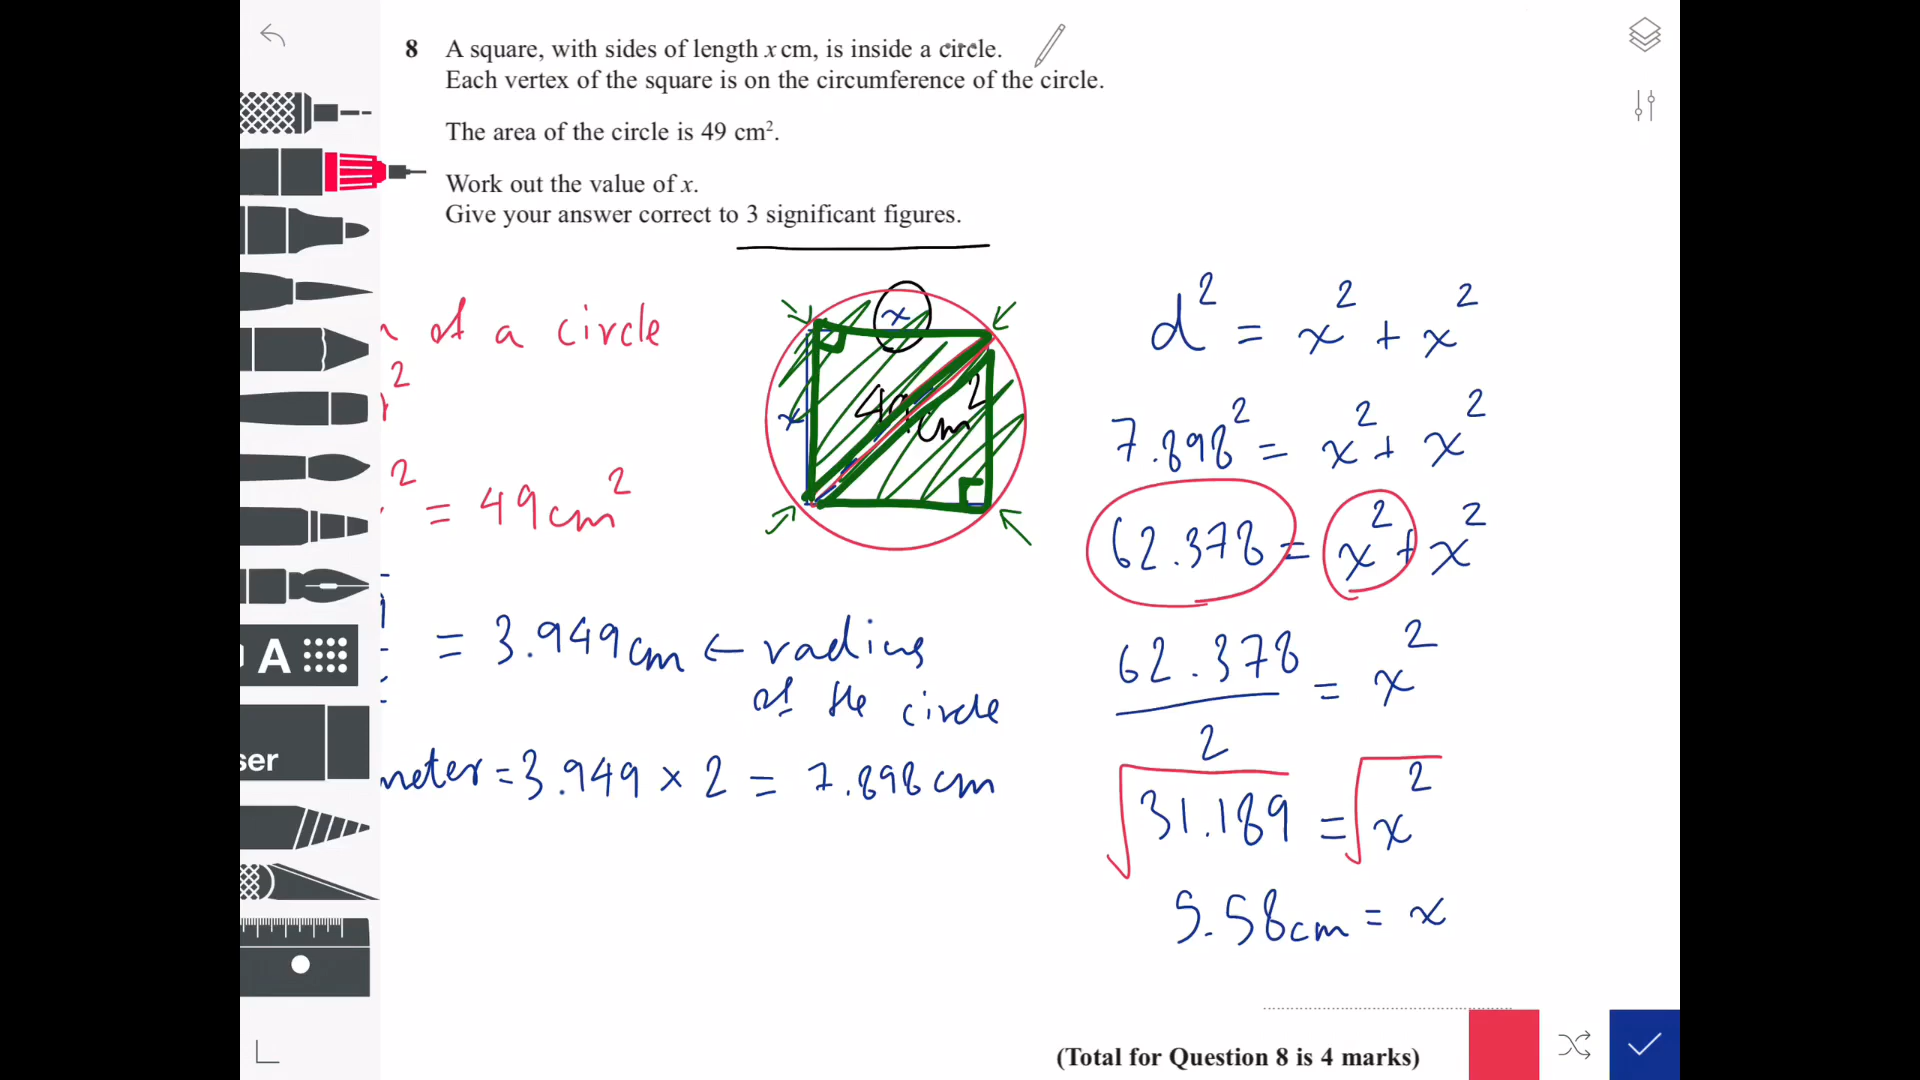 8 A square, with sides of length x cm, is inside a circle.
Each vertex of the square is on the circumference of the circle.
The area of the circle is 49 cm².
Work out the value of x.
Give your answer correct to 3 significant figures.
of a circle
²
² = 49cm²
= 3.949cm ← radius
of the circle
meter = 3.949 × 2 = 7.898cm
x
x
49cm²
d² = x² + x²
7.898² = x² + x²
62.378 = x² + x²
62.378
2
= x²
√31.189 = √x²
5.58cm = x
A
ser
(Total for Question 8 is 4 marks)